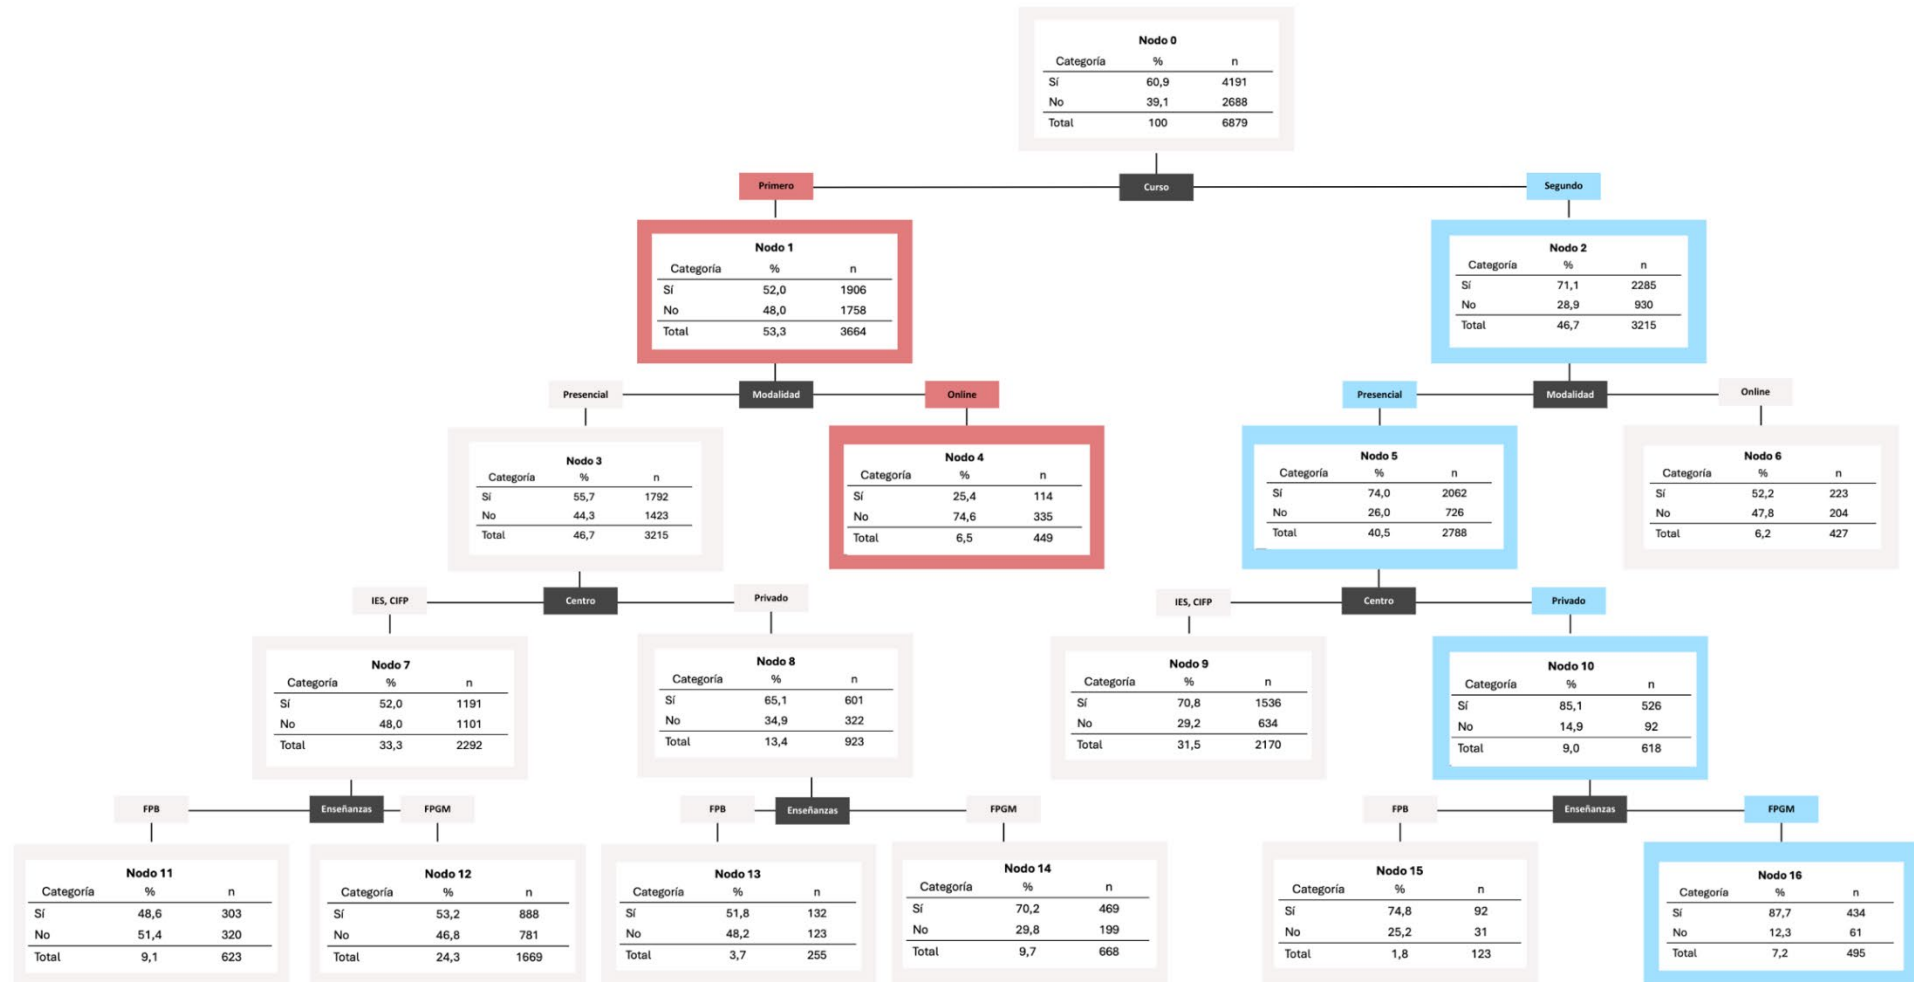 Nodo 0
Categoría % n
Sí 60,9 4191
No 39,1 2688
Total 100 6879
Primero Curso Segundo
Nodo 1
Categoría % n
Sí 52,0 1906
No 48,0 1758
Total 53,3 3664
Nodo 2
Categoría % n
Sí 71,1 2285
No 28,9 930
Total 46,7 3215
Presencial Modalidad Online
Presencial Modalidad Online
Nodo 3
Categoría % n
Sí 55,7 1792
No 44,3 1423
Total 46,7 3215
Nodo 4
Categoría % n
Sí 25,4 114
No 74,6 335
Total 6,5 449
Nodo 5
Categoría % n
Sí 74,0 2062
No 26,0 726
Total 40,5 2788
Nodo 6
Categoría % n
Sí 52,2 223
No 47,8 204
Total 6,2 427
IES, CIFP Centro Privado
IES, CIFP Centro Privado
Nodo 7
Categoría % n
Sí 52,0 1191
No 48,0 1101
Total 33,3 2292
Nodo 8
Categoría % n
Sí 65,1 601
No 34,9 322
Total 13,4 923
Nodo 9
Categoría % n
Sí 70,8 1536
No 29,2 634
Total 31,5 2170
Nodo 10
Categoría % n
Sí 85,1 526
No 14,9 92
Total 9,0 618
FPB Enseñanzas FPGM
FPB Enseñanzas FPGM
FPB Enseñanzas FPGM
Nodo 11
Categoría % n
Sí 48,6 303
No 51,4 320
Total 9,1 623
Nodo 12
Categoría % n
Sí 53,2 888
No 46,8 781
Total 24,3 1669
Nodo 13
Categoría % n
Sí 51,8 132
No 48,2 123
Total 3,7 255
Nodo 14
Categoría % n
Sí 70,2 469
No 29,8 199
Total 9,7 668
Nodo 15
Categoría % n
Sí 74,8 92
No 25,2 31
Total 1,8 123
Nodo 16
Categoría % n
Sí 87,7 434
No 12,3 61
Total 7,2 495